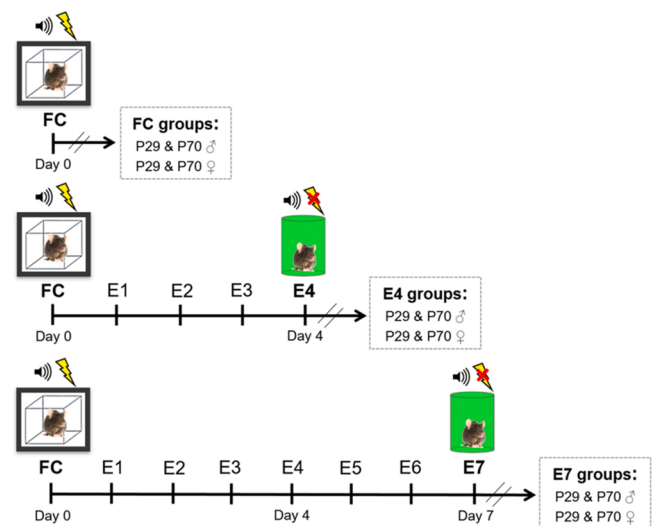 FC
Day 0
FC groups:
P29 & P70 ♂
P29 & P70 ♀
FC E1 E2 E3 E4
Day 0 Day 4
E4 groups:
P29 & P70 ♂
P29 & P70 ♀
FC E1 E2 E3 E4 E5 E6 E7
Day 0 Day 4 Day 7
E7 groups:
P29 & P70 ♂
P29 & P70 ♀